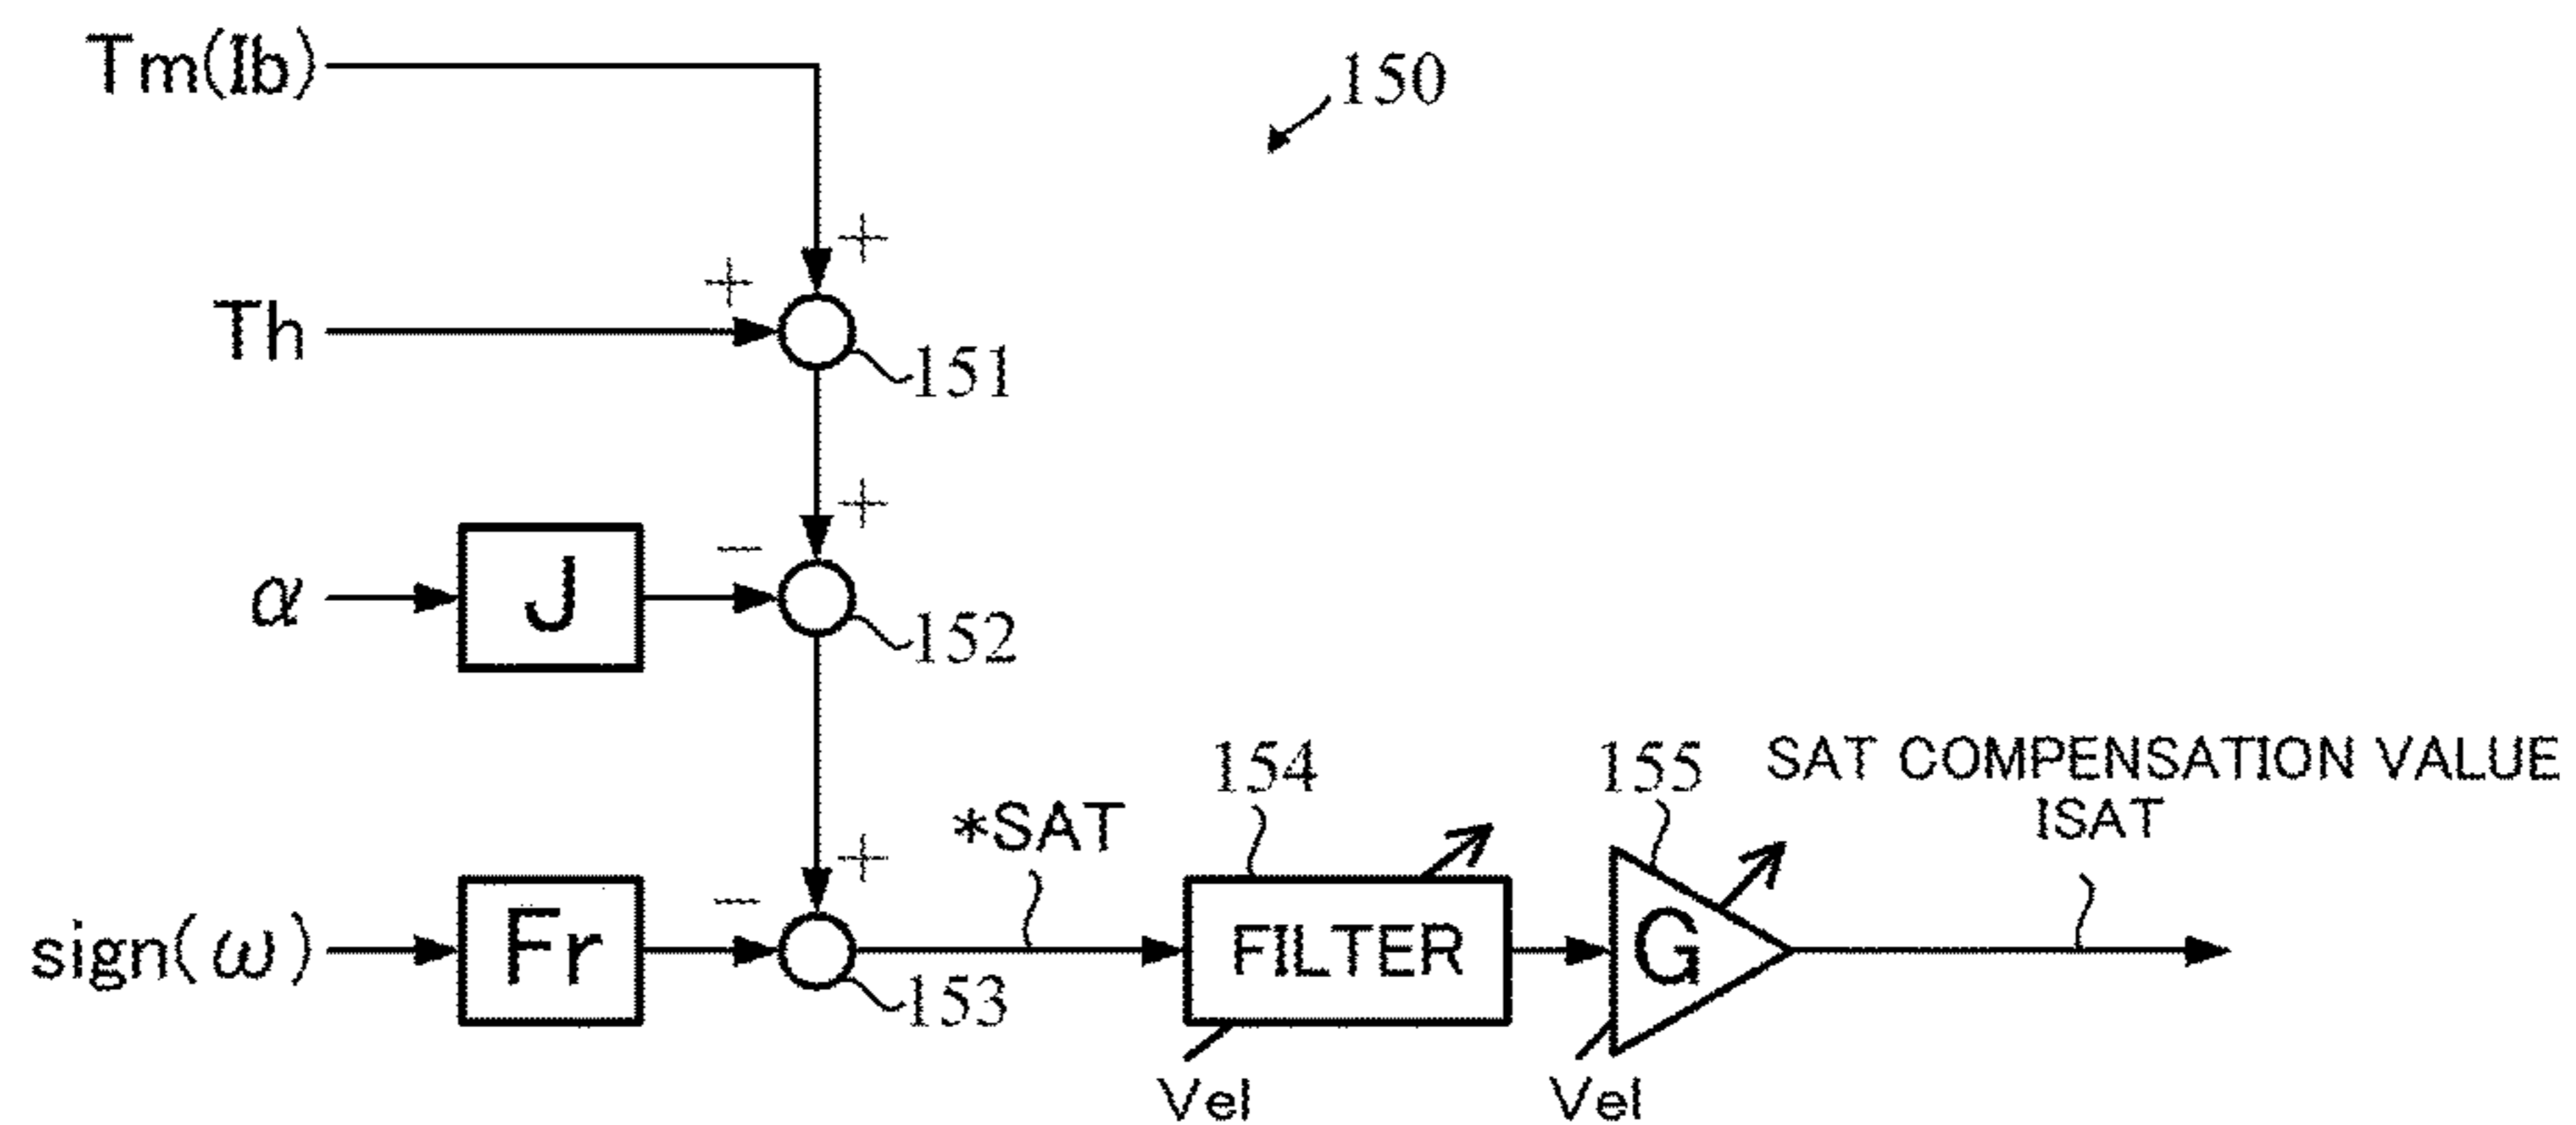 Tm(Ib)
150
+
+
Th
151
+
−
α
J
152
154
155
SAT COMPENSATION VALUE
ISAT
*SAT
+
−
sign(ω)
Fr
FILTER
G
153
Vel
Vel